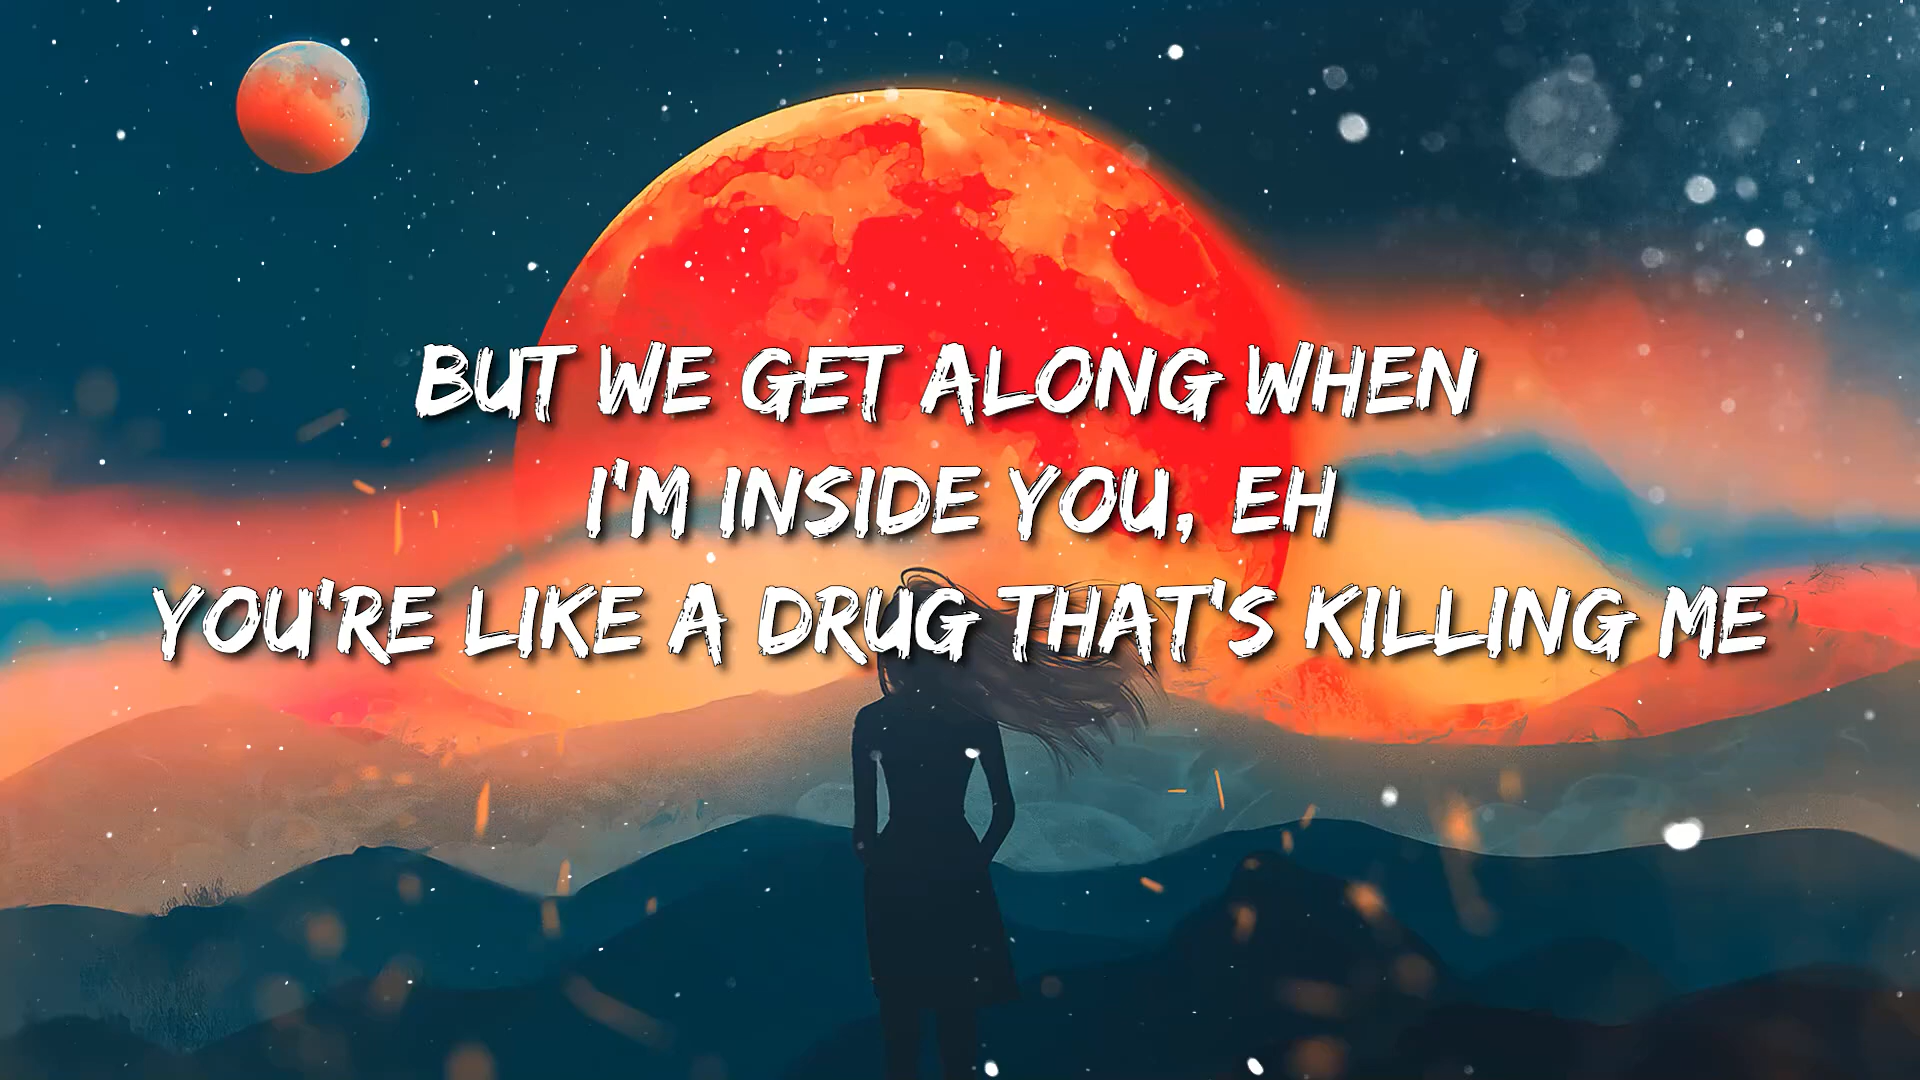 BUT WE GET ALONG WHEN
I'M INSIDE YOU, EH
YOU'RE LIKE A DRUG THAT'S KILLING ME